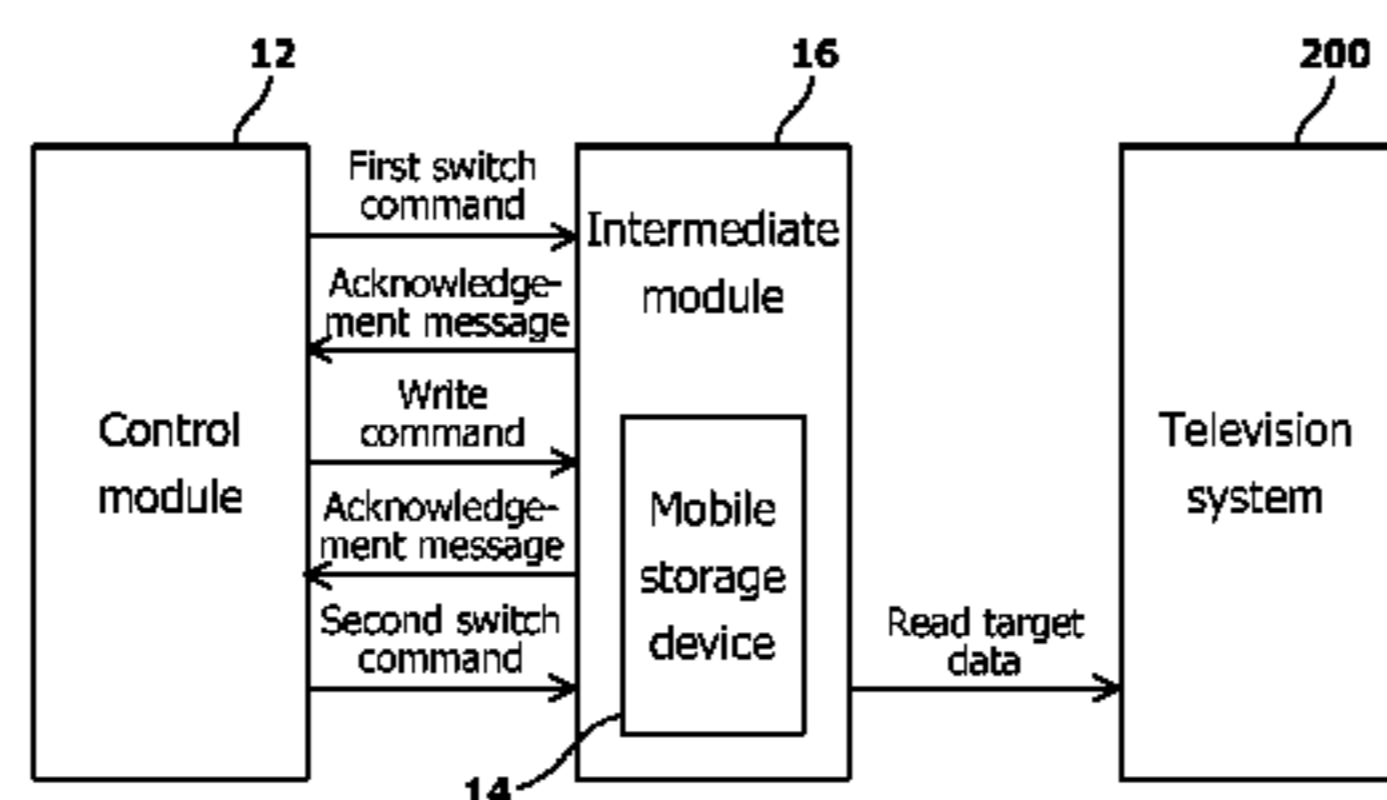 12
16
200
First switch
command
Acknowledge-
ment message
Write
command
Acknowledge-
ment message
Second switch
command
Control
module
Intermediate
module
Mobile
storage
device
14
Read target
data
Television
system